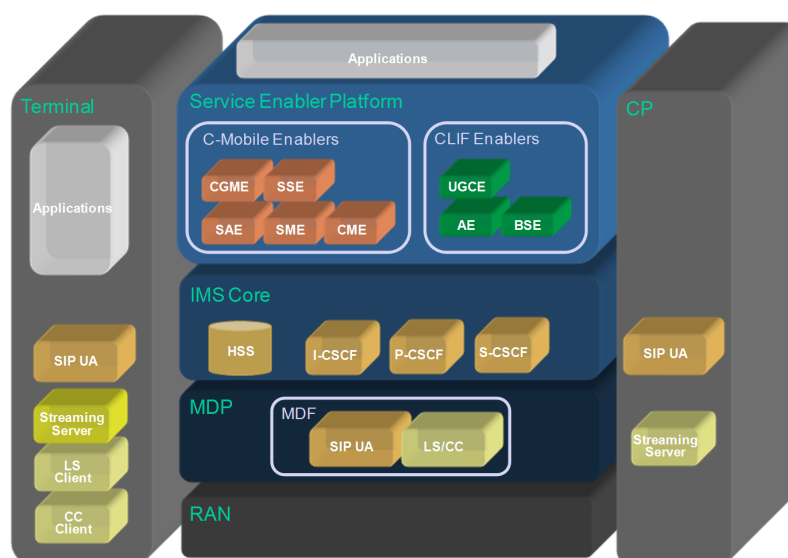 Applications
Terminal
Service Enabler Platform
CP
C-Mobile Enablers
CLIF Enablers
CGME
SSE
UGCE
Applications
SAE
SME
CME
AE
BSE
IMS Core
HSS
I-CSCF
P-CSCF
S-CSCF
SIP UA
SIP UA
MDP
MDF
Streaming
Server
SIP UA
LS/CC
Streaming
Server
LS
Client
RAN
CC
Client